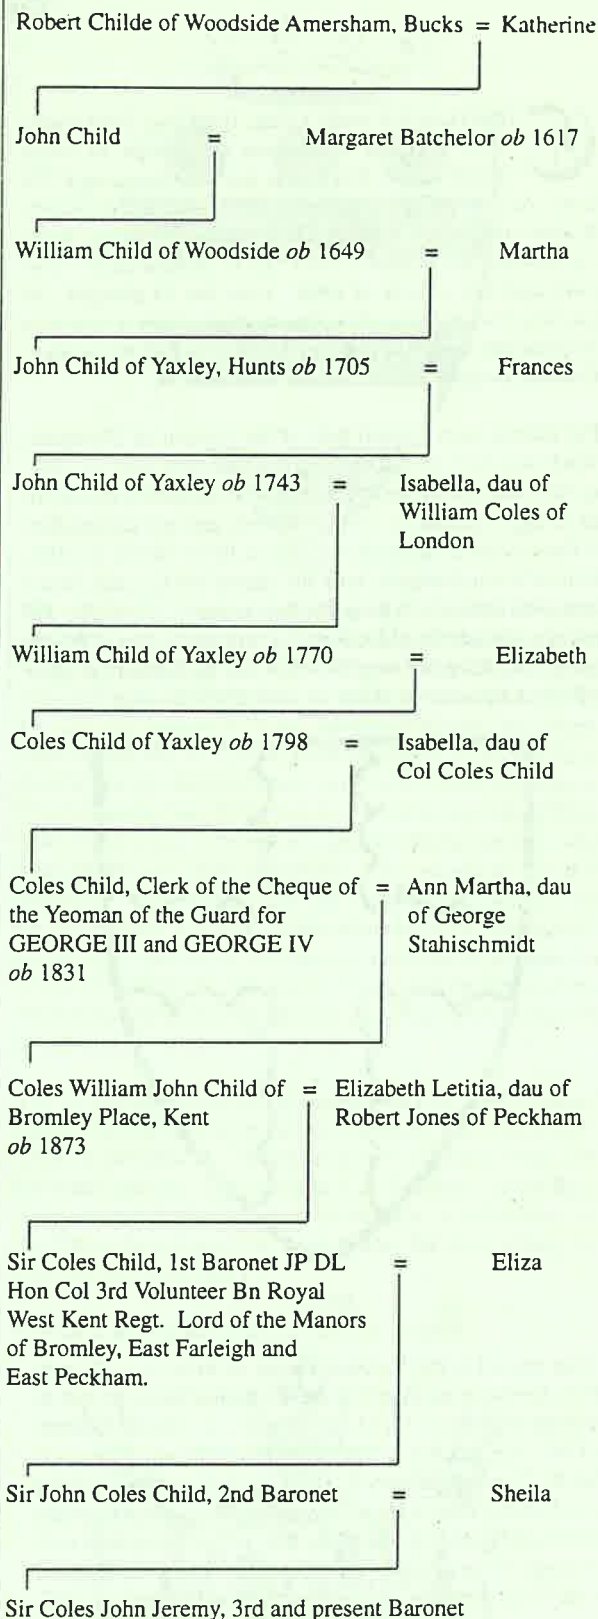 Robert Childe of Woodside Amersham, Bucks = Katherine
John Child = Margaret Batchelor ob 1617
William Child of Woodside ob 1649 = Martha
John Child of Yaxley, Hunts ob 1705 = Frances
John Child of Yaxley ob 1743 = Isabella, dau of
William Coles of
London
William Child of Yaxley ob 1770 = Elizabeth
Coles Child of Yaxley ob 1798 = Isabella, dau of
Col Coles Child
Coles Child, Clerk of the Cheque of = Ann Martha, dau
the Yeoman of the Guard for of George
GEORGE III and GEORGE IV Stahischmidt
ob 1831
Coles William John Child of = Elizabeth Letitia, dau of
Bromley Place, Kent Robert Jones of Peckham
ob 1873
Sir Coles Child, 1st Baronet JP DL = Eliza
Hon Col 3rd Volunteer Bn Royal
West Kent Regt. Lord of the Manors
of Bromley, East Farleigh and
East Peckham.
Sir John Coles Child, 2nd Baronet = Sheila
Sir Coles John Jeremy, 3rd and present Baronet